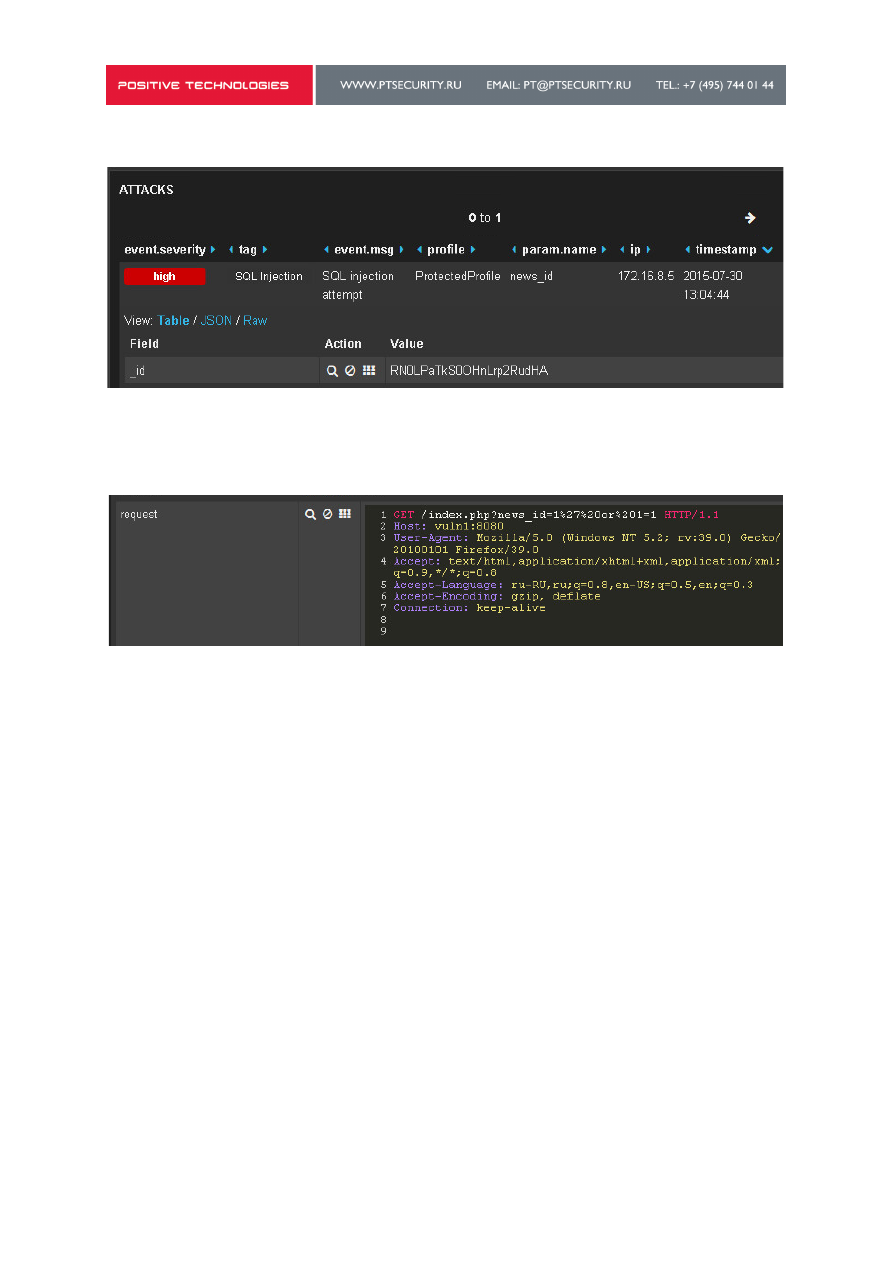 POSITIVE TECHNOLOGIES WWW.PTSECURITY.RU EMAIL: PT@PTSECURITY.RU TEL.: +7 (495) 744 01 44
ATTACKS
0 to 1
event.severity tag event.msg profile param.name ip timestamp
high SQL Injection SQL injection ProtectedProfile news_id 172.16.8.5 2015-07-30
attempt 13:04:44
View: Table / JSON / Raw
Field Action Value
_id RN0LPaTkS0OHnLrp2RudHA
request
1 GET /index.php?news_id=1%27%20or%201=1 HTTP/1.1
2 Host: vuln1:8080
3 User-Agent: Mozilla/5.0 (Windows NT 5.2; rv:39.0) Gecko/
20100101 Firefox/39.0
4 Accept: text/html,application/xhtml+xml,application/xml;
q=0.9,*/*;q=0.8
5 Accept-Language: ru-RU,ru;q=0.8,en-US;q=0.5,en;q=0.3
6 Accept-Encoding: gzip, deflate
7 Connection: keep-alive
8
9